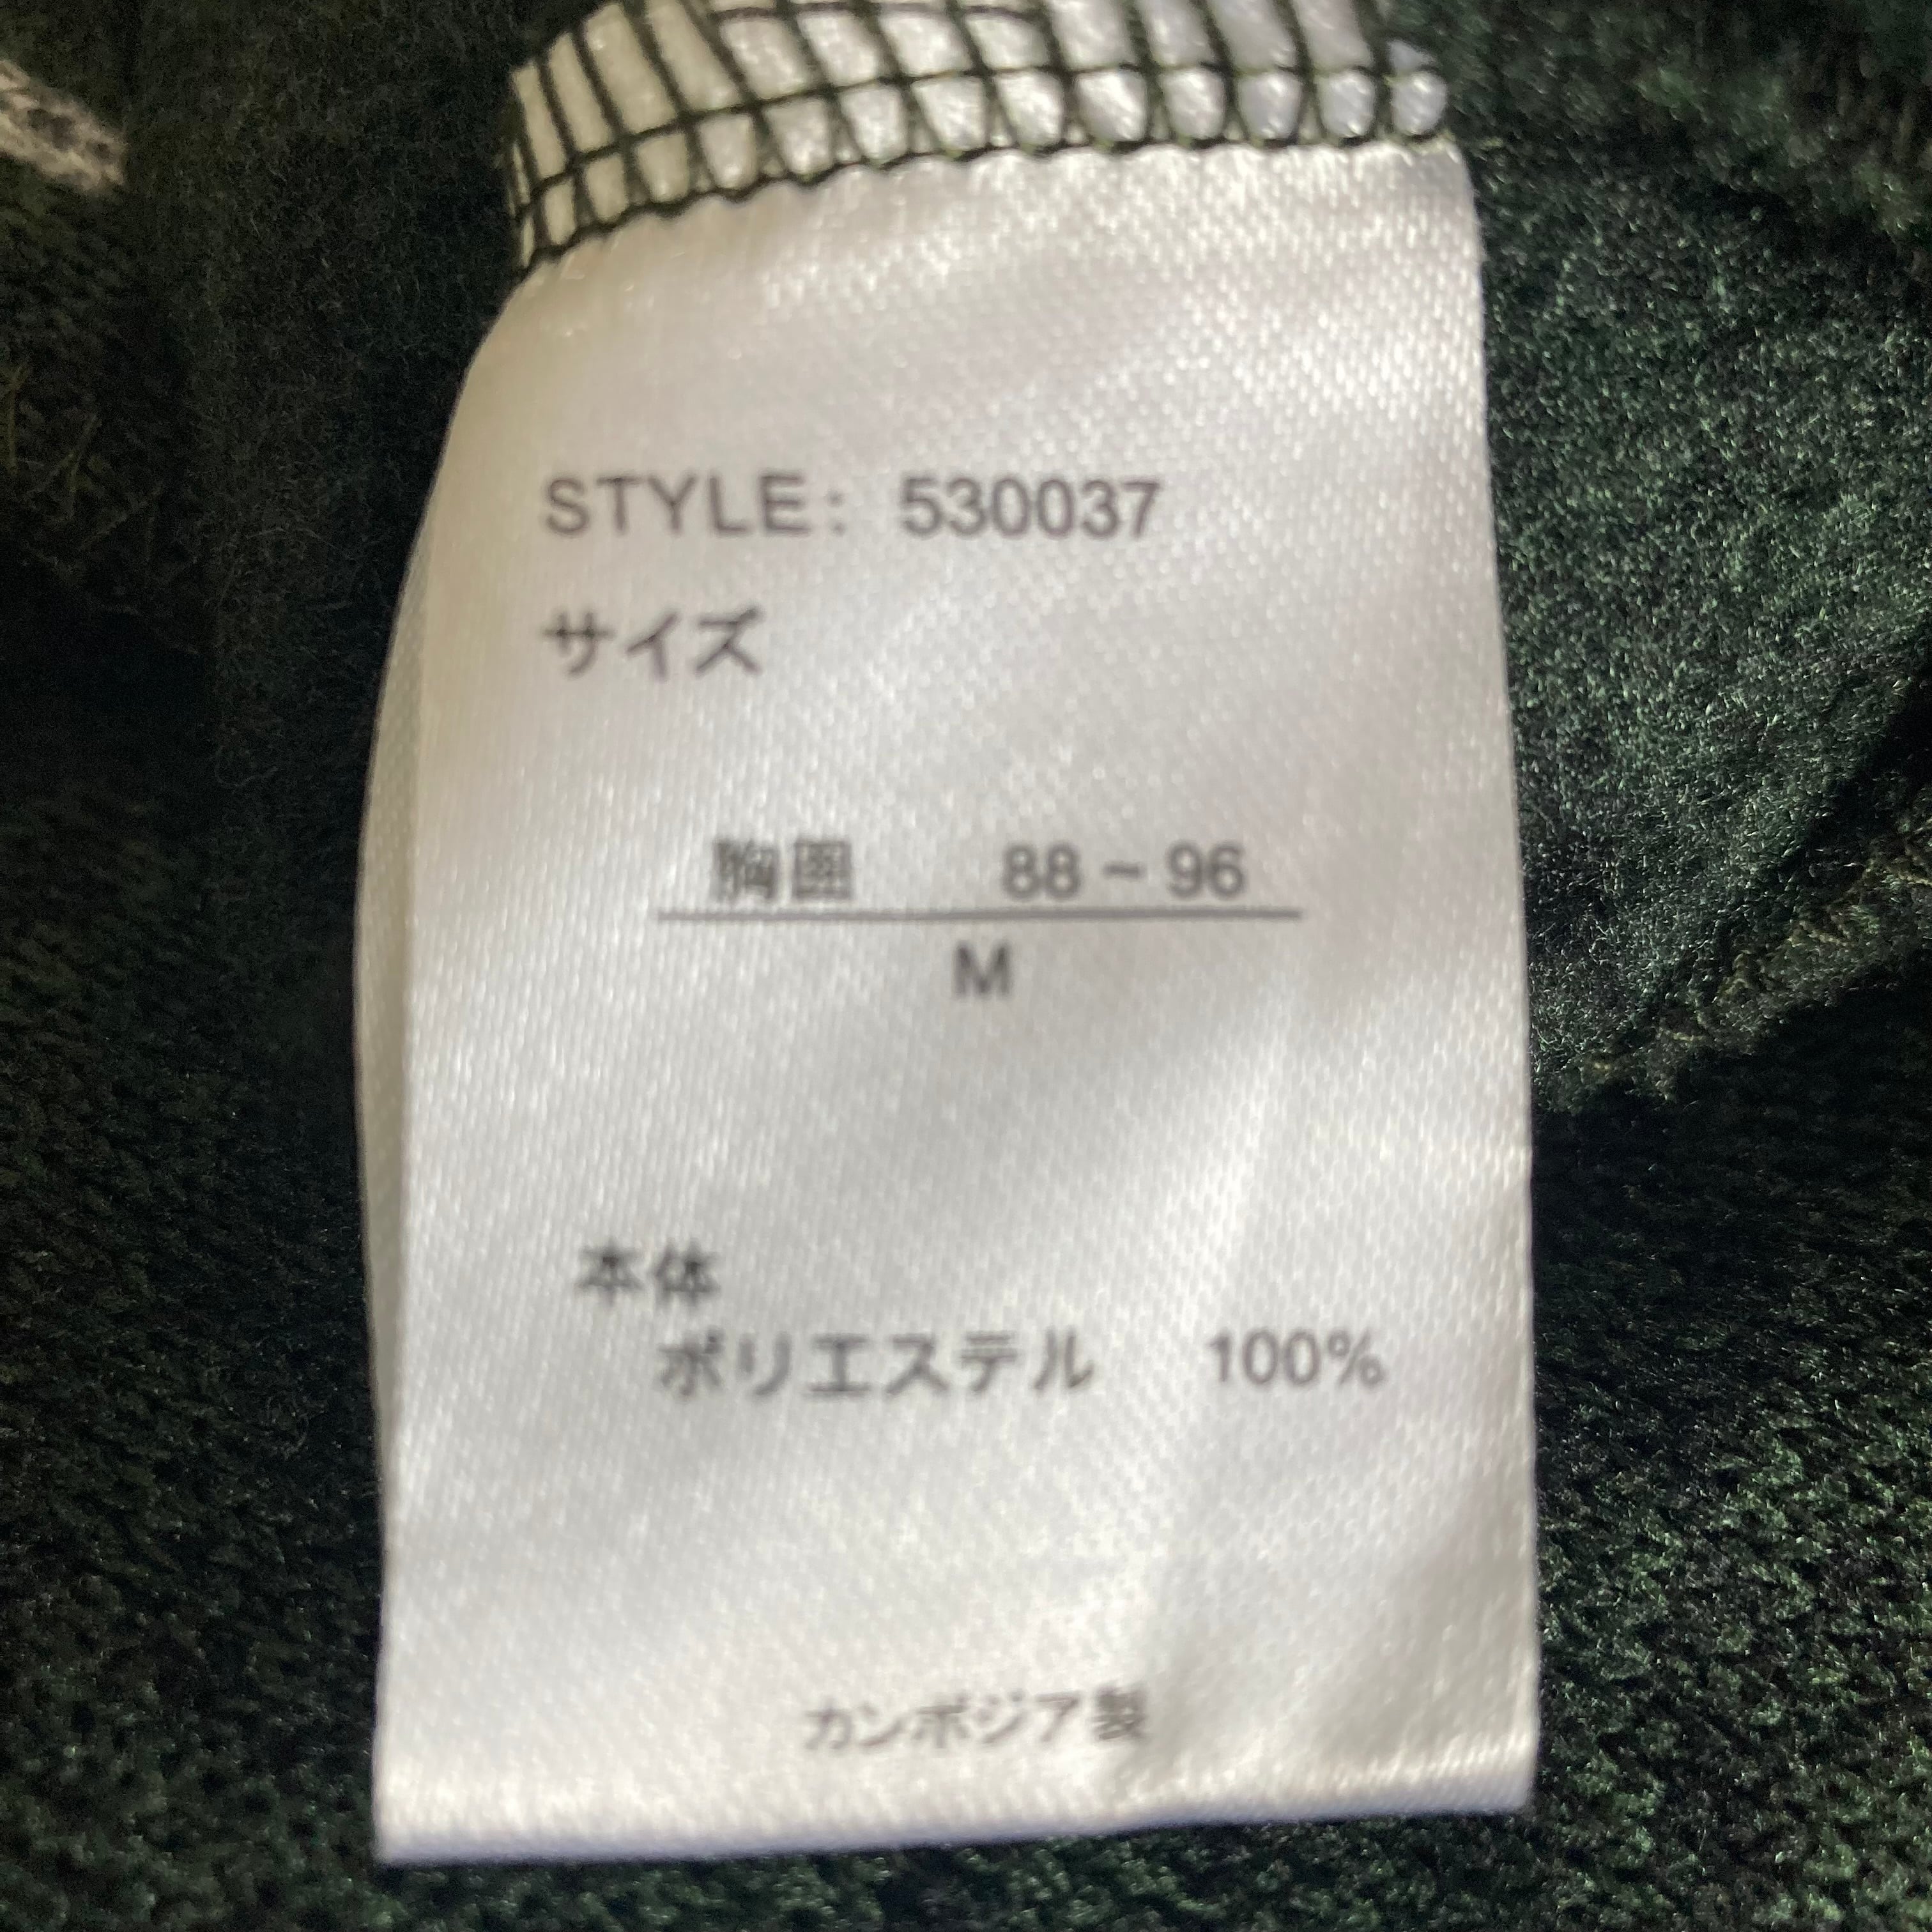 STYLE: 530037
サイズ
胸囲 88 ~ 96
M
本体
ポリエステル 100%
カンボジア製